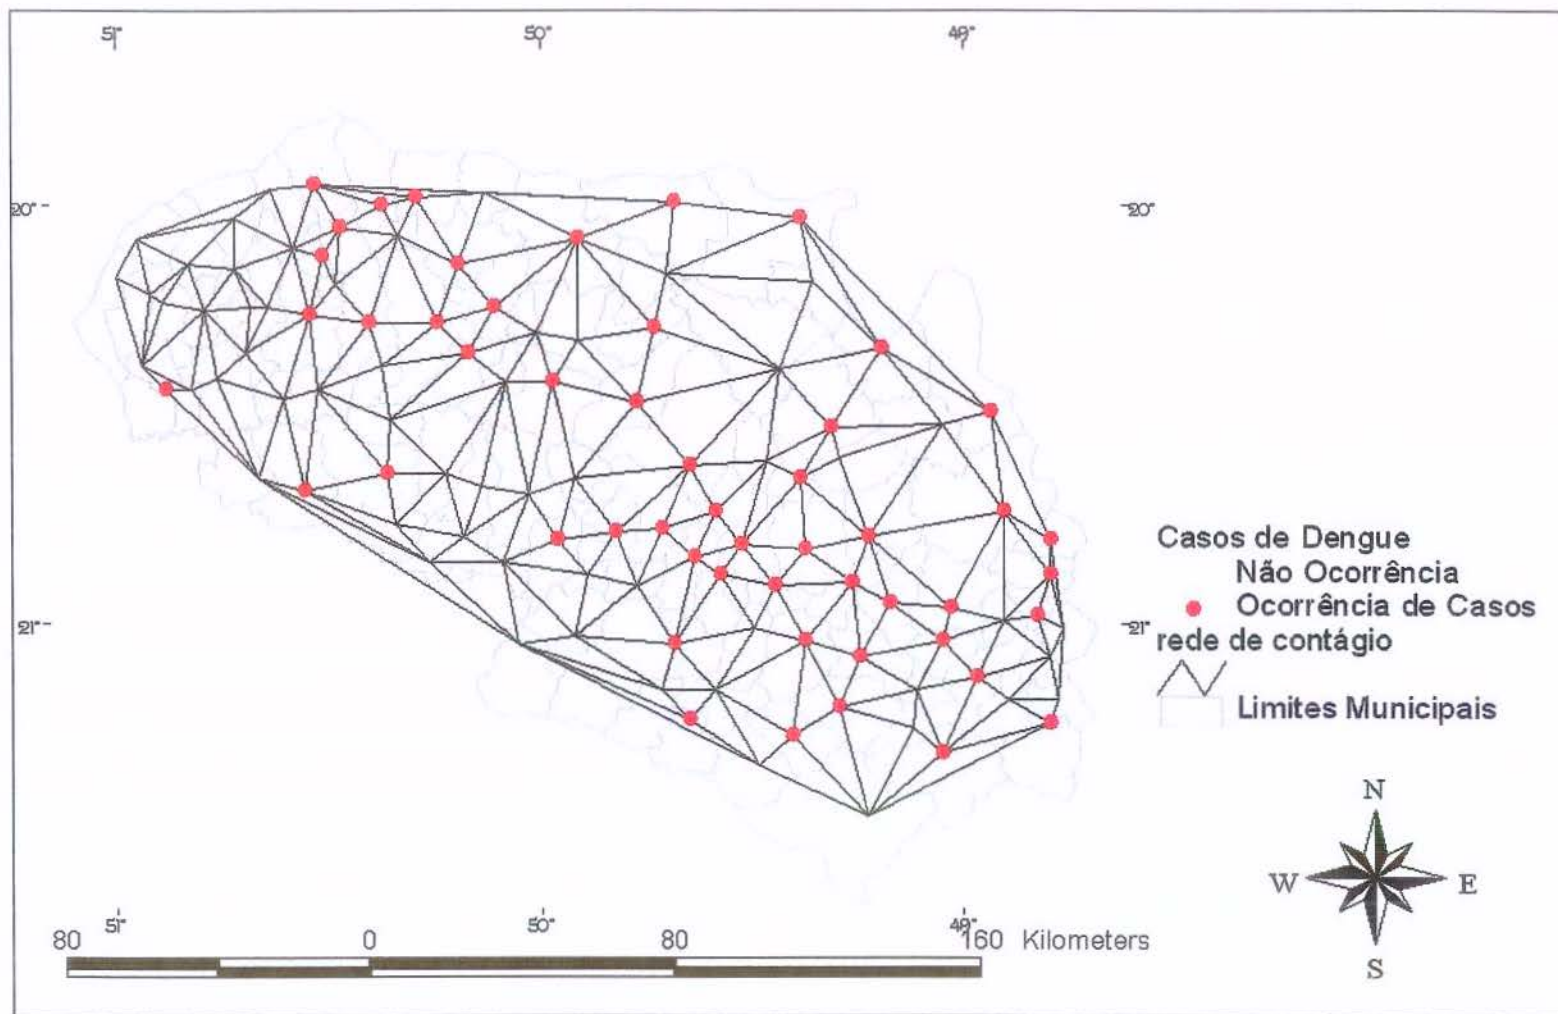 51° 50° 49°
20° 20°
Casos de Dengue
Não Ocorrência
Ocorrência de Casos
21° 21°
rede de contágio
Limites Municipais
N
W E
S
51° 50° 49°
80 0 80 160 Kilometers